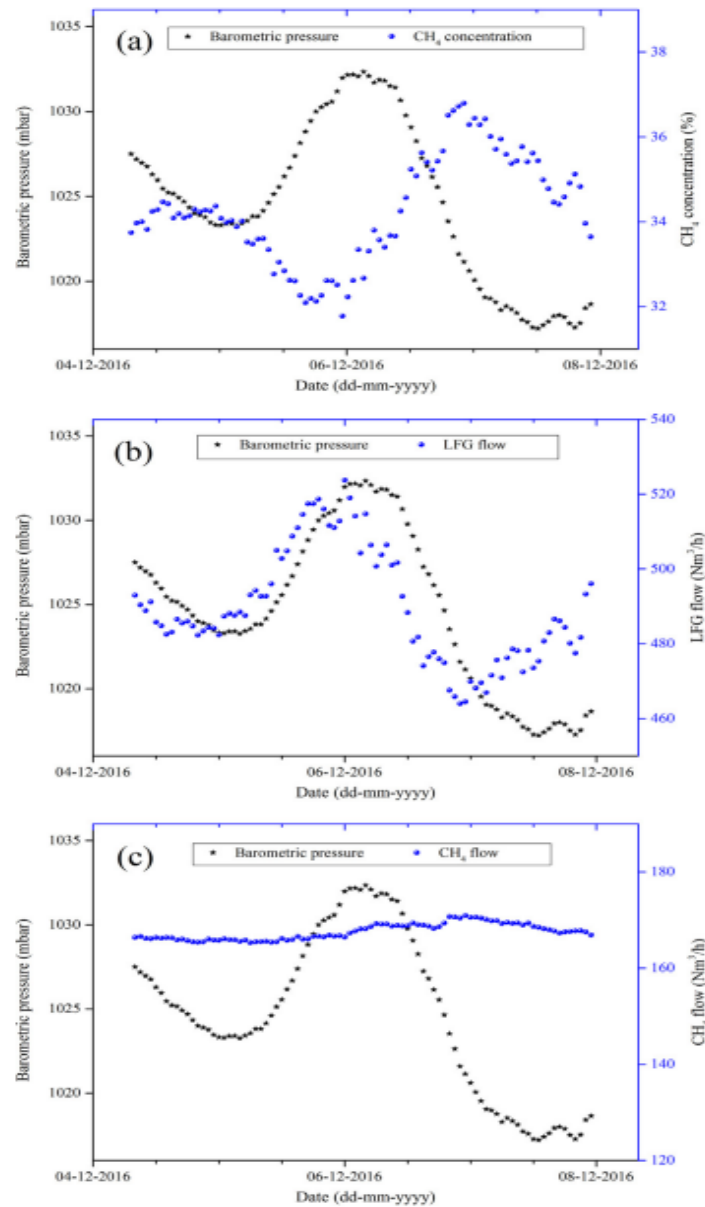 (a)
Barometric pressure
CH4 concentration
1035
1030
1025
1020
38
36
34
32
Barometric pressure (mbar)
CH4 concentration (%)
04-12-2016
06-12-2016
08-12-2016
Date (dd-mm-yyyy)
(b)
Barometric pressure
LFG flow
1035
1030
1025
1020
540
520
500
480
460
Barometric pressure (mbar)
LFG flow (Nm³/h)
04-12-2016
06-12-2016
08-12-2016
Date (dd-mm-yyyy)
(c)
Barometric pressure
CH4 flow
1035
1030
1025
1020
180
160
140
120
Barometric pressure (mbar)
CH. flow (Nm³/h)
04-12-2016
06-12-2016
08-12-2016
Date (dd-mm-yyyy)